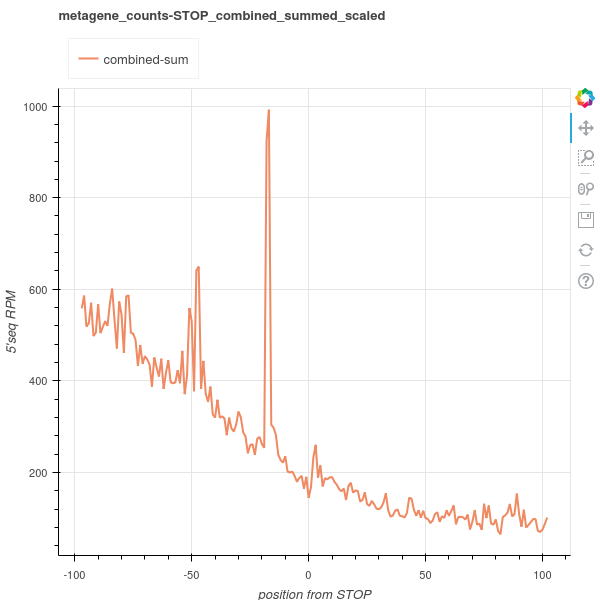 metagene_counts-STOP_combined_summed_scaled
combined-sum
1000
800
600
400
200
5'seq RPM
-100
-50
0
50
100
position from STOP